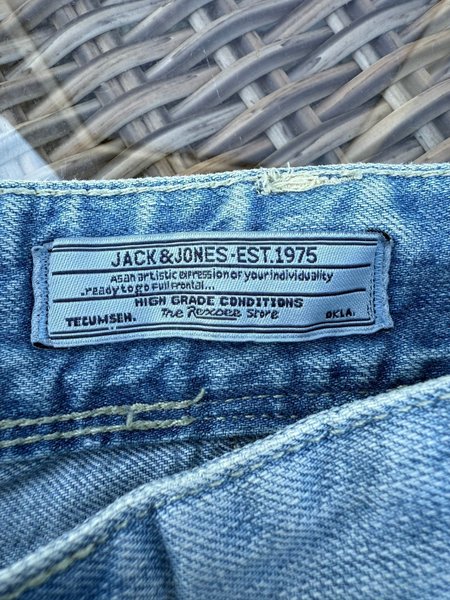 JACK&JONES-EST.1975
As an artistic expression of your individuality
..ready to go Full Frontal...
HIGH GRADE CONDITIONS
TECUMSEH. The Rexoee Store OKLA.